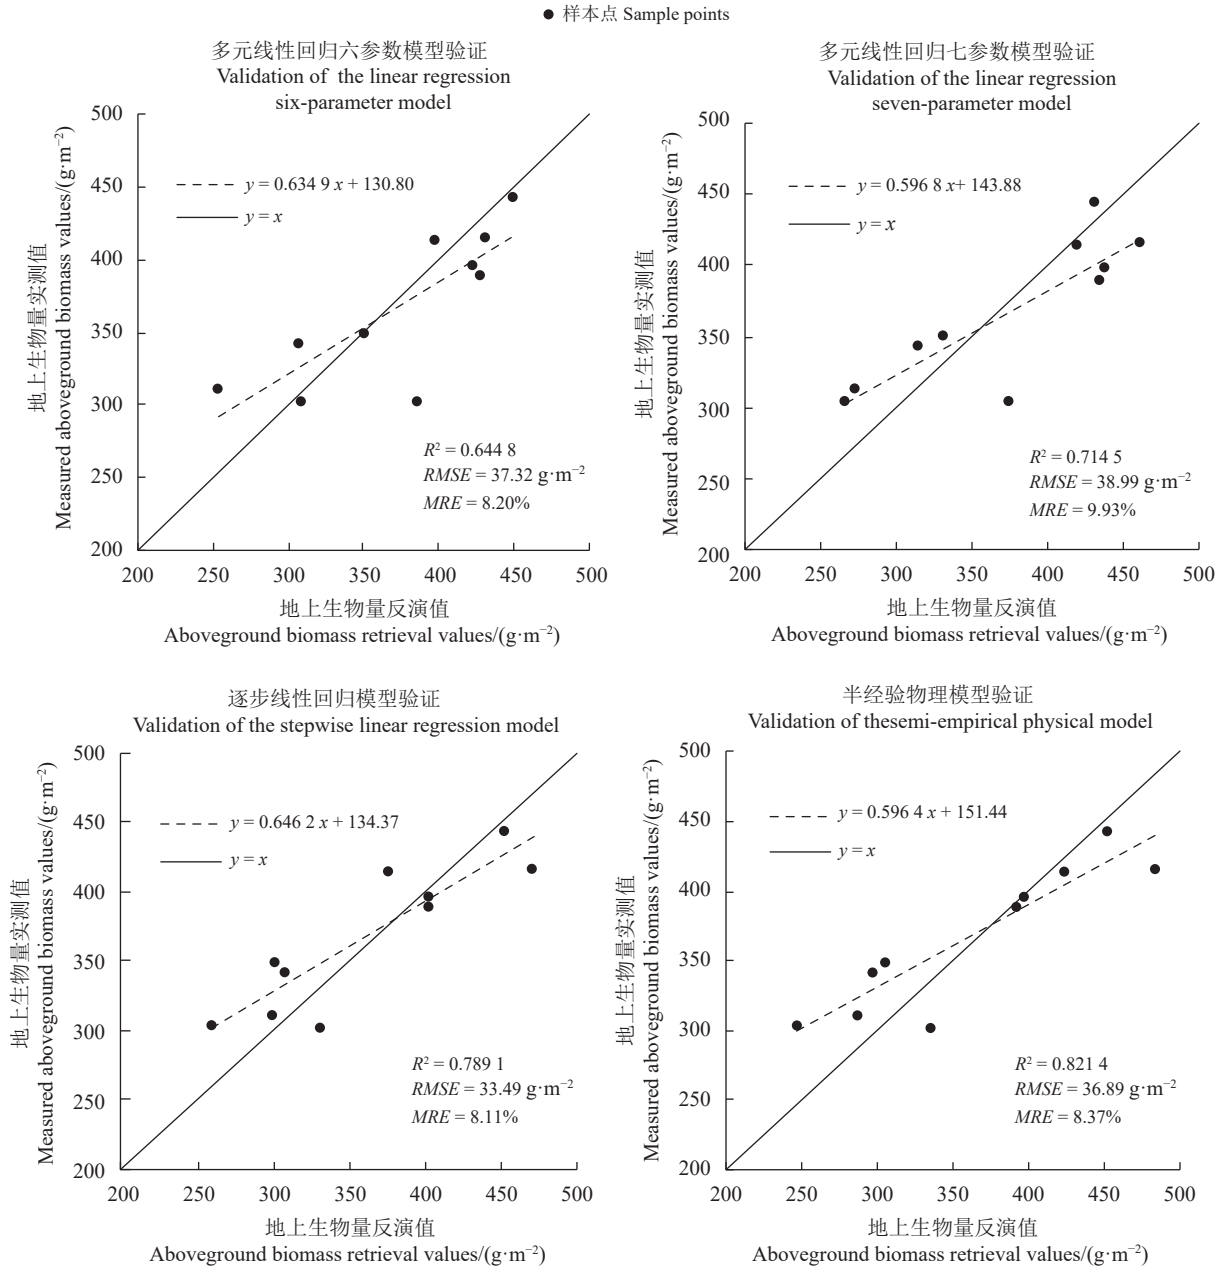 样本点 Sample points
多元线性回归六参数模型验证
Validation of the linear regression
six-parameter model
500
450
400
350
300
250
200
地上生物量实测值
Measured aboveground biomass values/(g·m⁻²)
y = 0.634 9 x + 130.80
y = x
R² = 0.644 8
RMSE = 37.32 g·m⁻²
MRE = 8.20%
200 250 300 350 400 450 500
地上生物量反演值
Aboveground biomass retrieval values/(g·m⁻²)
多元线性回归七参数模型验证
Validation of the linear regression
seven-parameter model
500
450
400
350
300
250
200
地上生物量实测值
Measured aboveground biomass values/(g·m⁻²)
y = 0.596 8 x+ 143.88
y = x
R² = 0.714 5
RMSE = 38.99 g·m⁻²
MRE = 9.93%
200 250 300 350 400 450 500
地上生物量反演值
Aboveground biomass retrieval values/(g·m⁻²)
逐步线性回归模型验证
Validation of the stepwise linear regression model
500
450
400
350
300
250
200
地上生物量实测值
Measured aboveground biomass values/(g·m⁻²)
y = 0.646 2 x + 134.37
y = x
R² = 0.789 1
RMSE = 33.49 g·m⁻²
MRE = 8.11%
200 250 300 350 400 450 500
地上生物量反演值
Aboveground biomass retrieval values/(g·m⁻²)
半经验物理模型验证
Validation of thesemi-empirical physical model
500
450
400
350
300
250
200
地上生物量实测值
Measured aboveground biomass values/(g·m⁻²)
y = 0.596 4 x + 151.44
y = x
R² = 0.821 4
RMSE = 36.89 g·m⁻²
MRE = 8.37%
200 250 300 350 400 450 500
地上生物量反演值
Aboveground biomass retrieval values/(g·m⁻²)